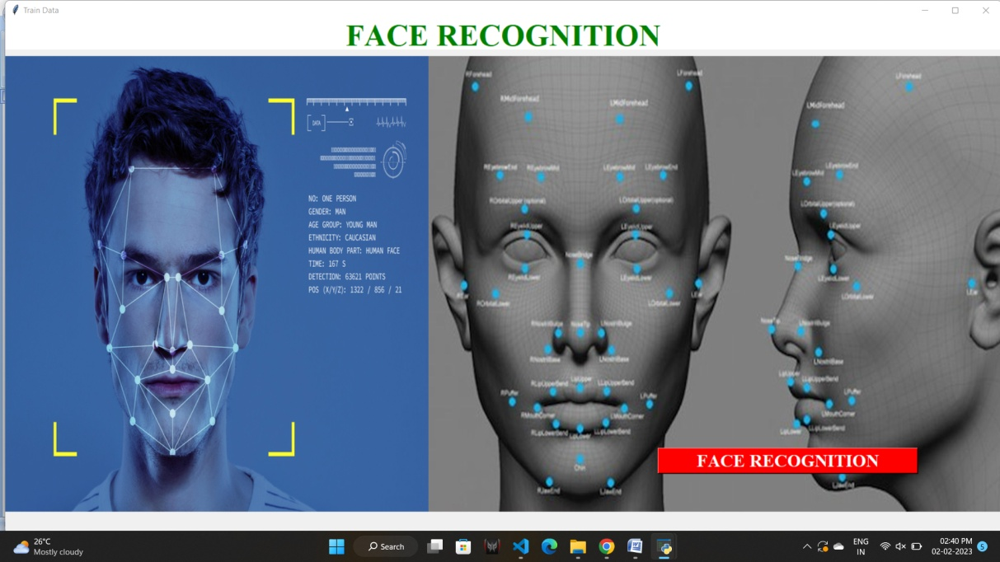 Train Data
FACE RECOGNITION
DATA
NO: ONE PERSON
GENDER: MAN
AGE GROUP: YOUNG MAN
ETHNICITY: CAUCASIAN
HUMAN BODY PART: HUMAN FACE
TIME: 167 S
DETECTION: 63621 POINTS
POS (X/Y/Z): 1322 / 856 / 21
RForehead LForehead
RMidForehead LMidForehead
REyebrowEnd REyebrowMid LEyebrowMid LEyebrowEnd
ROrbitalUpper (optional) LOrbitalUpper(optional)
REyelidUpper LEyelidUpper
NoseBridge
REyelidLower LEyelidLower
REar LEar
ROrbitalLower LOrbitalLower
RNostrilBulge NoseTip LNostrilBulge
RNostrilBase LNostrilBase
RLipUpperBend LipUpper LLipUpperBend
RPuffer LPuffer
RMouthCorner LMouthCorner
RLipLowerBend LipLower LLipLowerBend
Chin
RJawEnd LJawEnd
LForehead
LMidForehead
LEyebrowMid LEyebrowEnd
LOrbitalUpper(optional)
LEyelidUpper
NoseBridge
LEyelidLower
LOrbitalLower
LEar
NoseTip LNostrilBulge
LNostrilBase
LipUpper LLipUpperBend
LPuffer
LMouthCorner
LipLower LLipLowerBend
FACE RECOGNITION
LJawEnd
26°C
Mostly cloudy
Search
ENG
IN
02:40 PM
02-02-2023
5